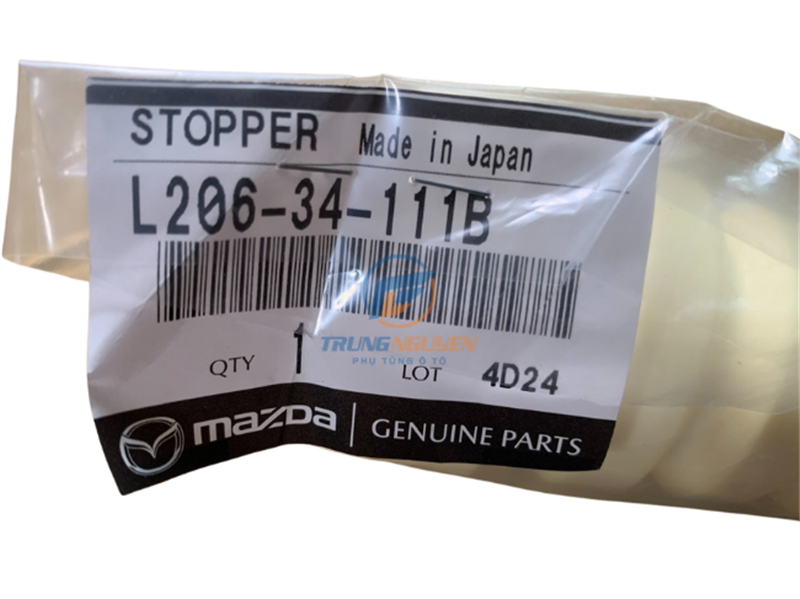 STOPPER Made in Japan
L206-34-111B
TRUNG NGUYEN
PHỤ TÙNG Ô TÔ
QTY 1 LOT 4D24
mazda GENUINE PARTS